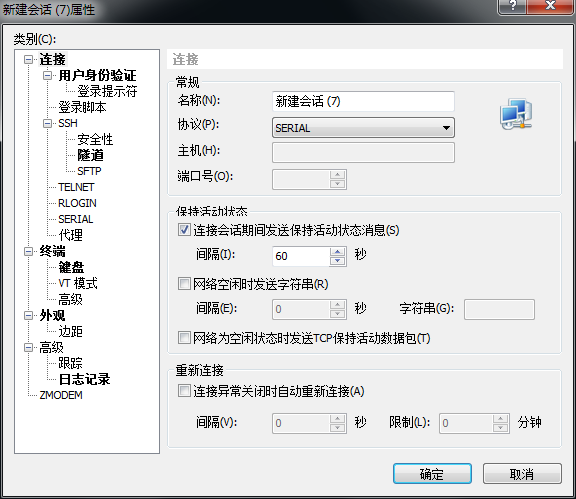 新建会话 (7)属性
类别(C):
连接
用户身份验证
登录提示符
登录脚本
SSH
安全性
隧道
SFTP
TELNET
RLOGIN
SERIAL
代理
终端
键盘
VT 模式
高级
外观
边距
高级
跟踪
日志记录
ZMODEM
连接
常规
名称(N): 新建会话 (7)
协议(P): SERIAL
主机(H):
端口号(O):
保持活动状态
连接会话期间发送保持活动状态消息(S)
间隔(I): 60 秒
网络空闲时发送字符串(R)
间隔(E): 0 秒 字符串(G):
网络为空闲状态时发送TCP保持活动数据包(T)
重新连接
连接异常关闭时自动重新连接(A)
间隔(V): 0 秒 限制(L): 0 分钟
确定 取消